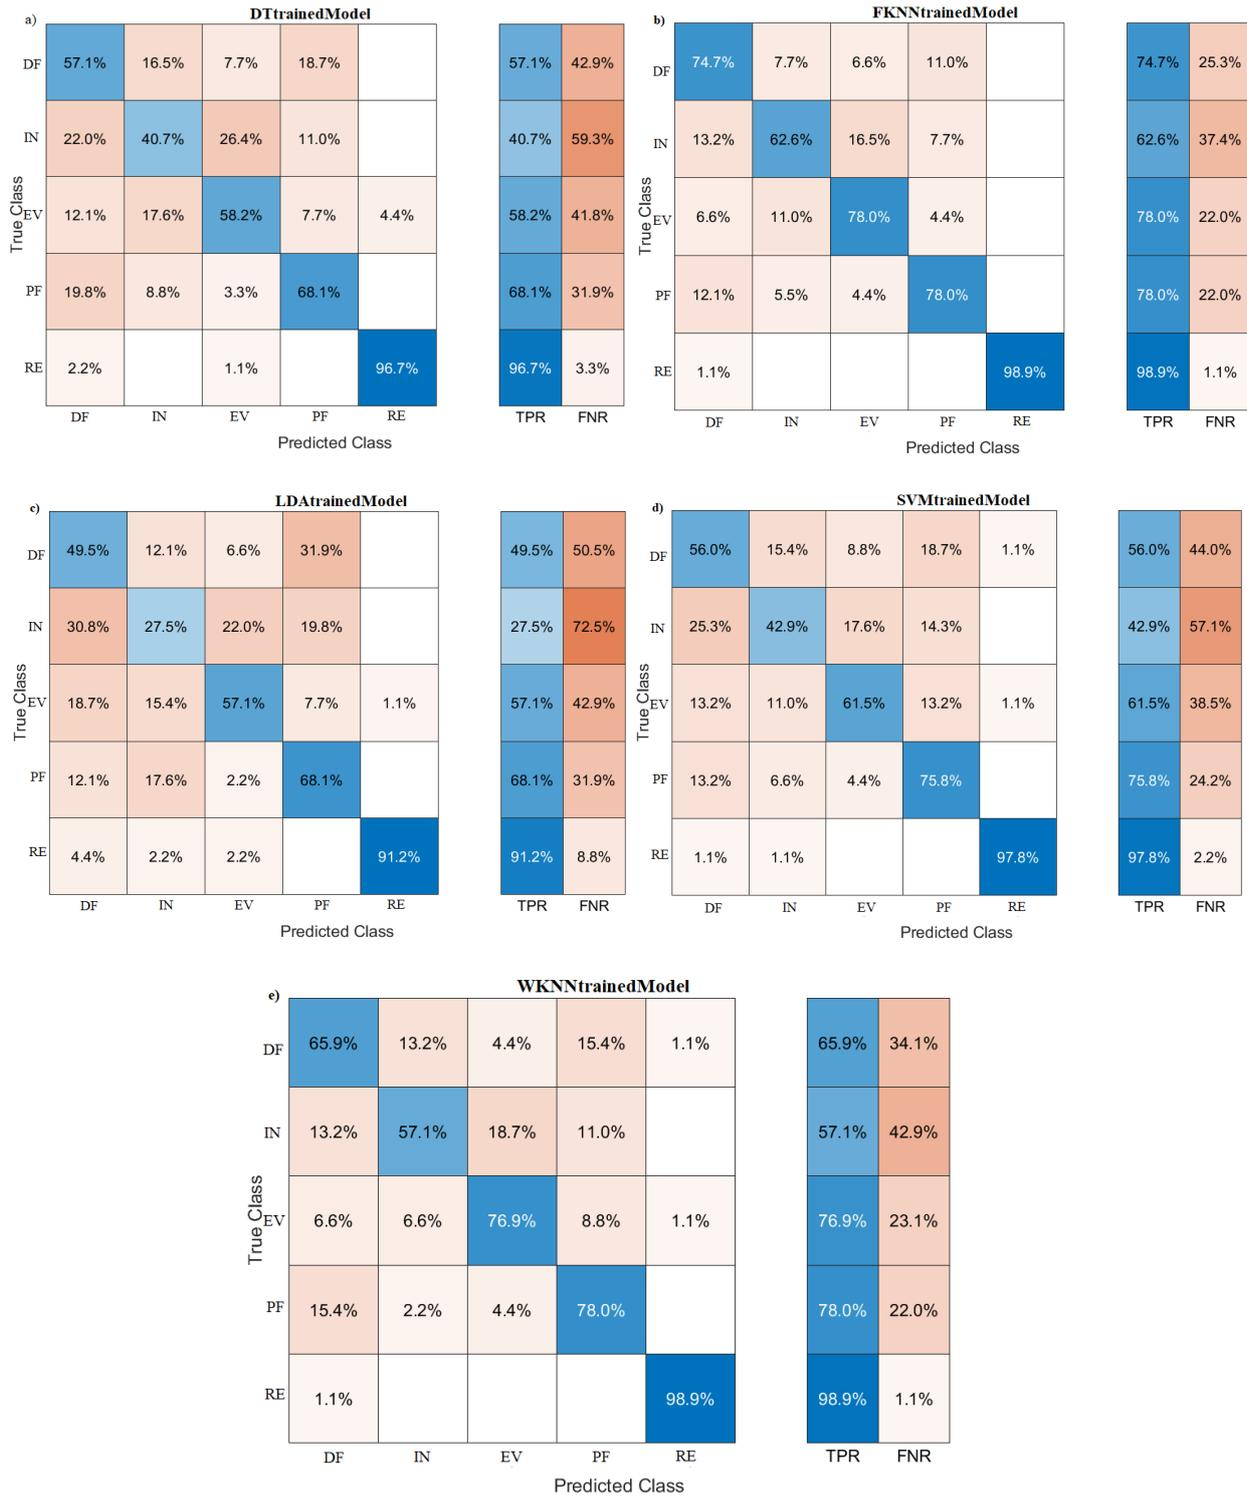 a)
DTtrainedModel
DF 57.1% 16.5% 7.7% 18.7% 57.1% 42.9%
IN 22.0% 40.7% 26.4% 11.0% 40.7% 59.3%
EV 12.1% 17.6% 58.2% 7.7% 4.4% 58.2% 41.8%
PF 19.8% 8.8% 3.3% 68.1% 68.1% 31.9%
RE 2.2% 1.1% 96.7% 96.7% 3.3%
True Class
DF IN EV PF RE TPR FNR
Predicted Class
b)
FKNNtrainedModel
DF 74.7% 7.7% 6.6% 11.0% 74.7% 25.3%
IN 13.2% 62.6% 16.5% 7.7% 62.6% 37.4%
EV 6.6% 11.0% 78.0% 4.4% 78.0% 22.0%
PF 12.1% 5.5% 4.4% 78.0% 78.0% 22.0%
RE 1.1% 98.9% 98.9% 1.1%
True Class
DF IN EV PF RE TPR FNR
Predicted Class
c)
LDAtrainedModel
DF 49.5% 12.1% 6.6% 31.9% 49.5% 50.5%
IN 30.8% 27.5% 22.0% 19.8% 27.5% 72.5%
EV 18.7% 15.4% 57.1% 7.7% 1.1% 57.1% 42.9%
PF 12.1% 17.6% 2.2% 68.1% 68.1% 31.9%
RE 4.4% 2.2% 2.2% 91.2% 91.2% 8.8%
True Class
DF IN EV PF RE TPR FNR
Predicted Class
d)
SVMtrainedModel
DF 56.0% 15.4% 8.8% 18.7% 1.1% 56.0% 44.0%
IN 25.3% 42.9% 17.6% 14.3% 42.9% 57.1%
EV 13.2% 11.0% 61.5% 13.2% 1.1% 61.5% 38.5%
PF 13.2% 6.6% 4.4% 75.8% 75.8% 24.2%
RE 1.1% 1.1% 97.8% 97.8% 2.2%
True Class
DF IN EV PF RE TPR FNR
Predicted Class
e)
WKNNtrainedModel
DF 65.9% 13.2% 4.4% 15.4% 1.1% 65.9% 34.1%
IN 13.2% 57.1% 18.7% 11.0% 57.1% 42.9%
EV 6.6% 6.6% 76.9% 8.8% 1.1% 76.9% 23.1%
PF 15.4% 2.2% 4.4% 78.0% 78.0% 22.0%
RE 1.1% 98.9% 98.9% 1.1%
True Class
DF IN EV PF RE TPR FNR
Predicted Class